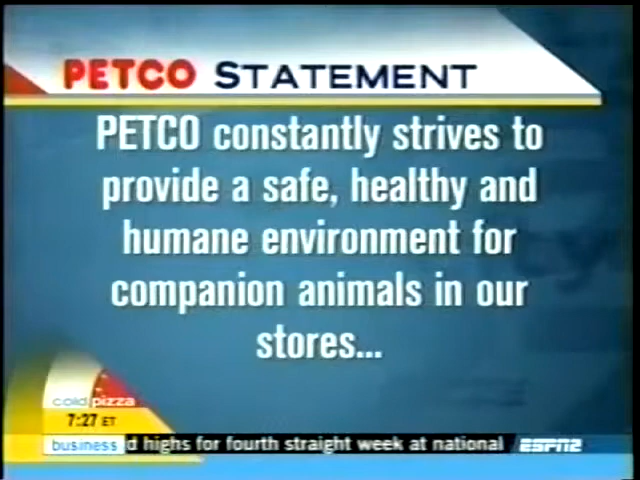 PETCO STATEMENT
PETCO constantly strives to
provide a safe, healthy and
humane environment for
companion animals in our
stores...
cold pizza
7:27 ET
business d highs for fourth straight week at national ESPN2